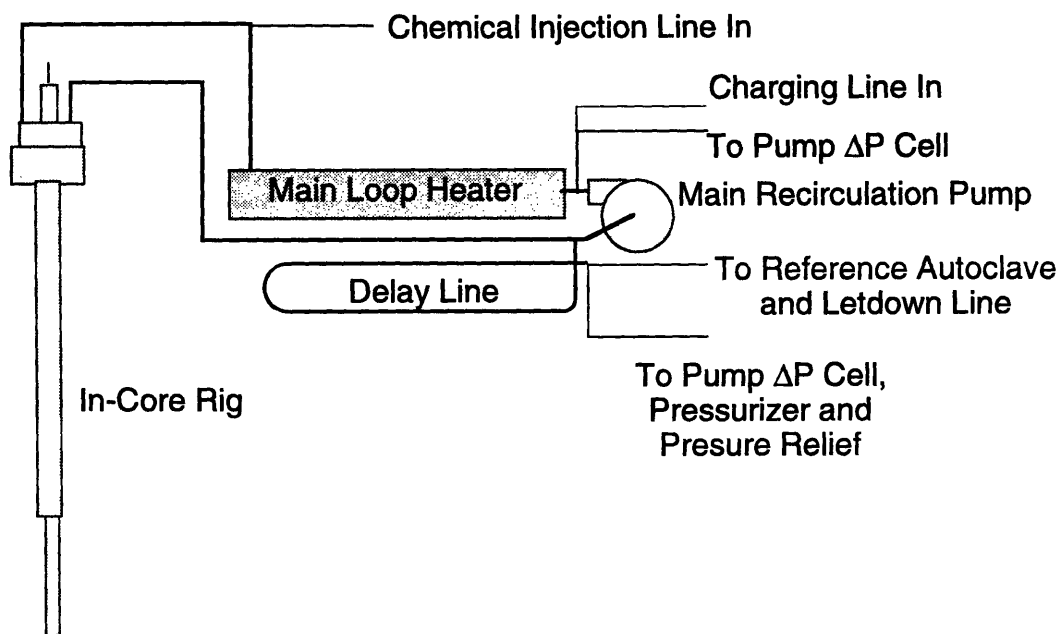 Chemical Injection Line In
Charging Line In
To Pump ΔP Cell
Main Loop Heater
Main Recirculation Pump
To Reference Autoclave
and Letdown Line
Delay Line
To Pump ΔP Cell,
Pressurizer and
Presure Relief
In-Core Rig